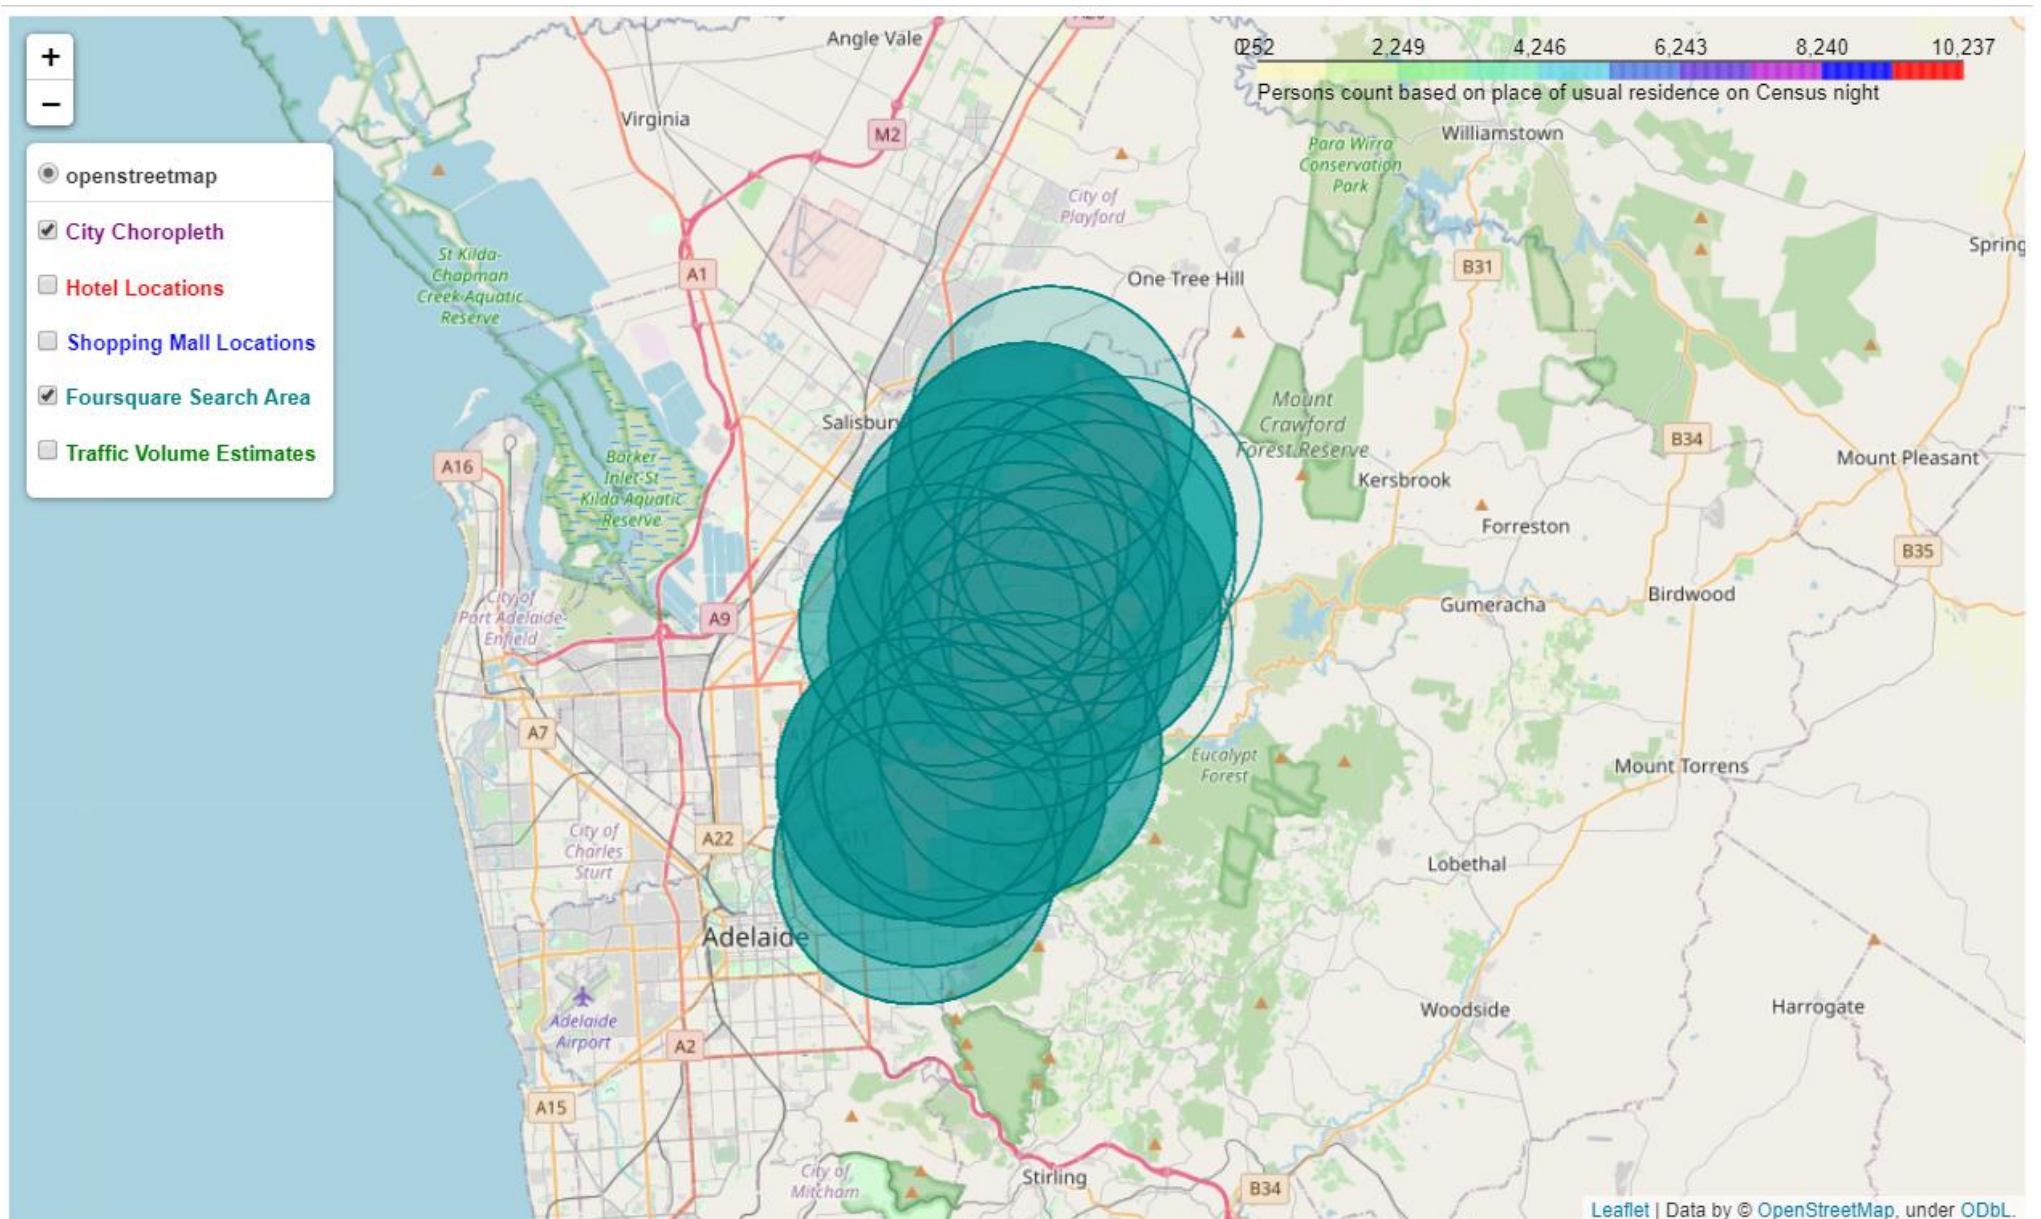 +
−
openstreetmap
City Choropleth
Hotel Locations
Shopping Mall Locations
Foursquare Search Area
Traffic Volume Estimates
2,249
4,246
6,243
8,240
10,237
Persons count based on place of usual residence on Census night
Angle Vale
Virginia
M2
Williamstown
Para Wirra
Conservation
Park
City of
Playford
Spring
St Kilda-
Chapman
Creek Aquatic
Reserve
A1
One Tree Hill
B31
Mount
Crawford
Forest Reserve
Salisbury
B34
Mount Pleasant
A16
Barker
Inlet-St
Kilda Aquatic
Reserve
Kersbrook
Forreston
B35
City of
Port Adelaide
Enfield
A9
Gumeracha
Birdwood
A7
Eucalypt
Forest
Mount Torrens
City of
Charles
Sturt
A22
Lobethal
Adelaide
Adelaide
Airport
Woodside
Harrogate
A2
A15
City of
Mitcham
Stirling
B34
Leaflet | Data by © OpenStreetMap, under ODbL.